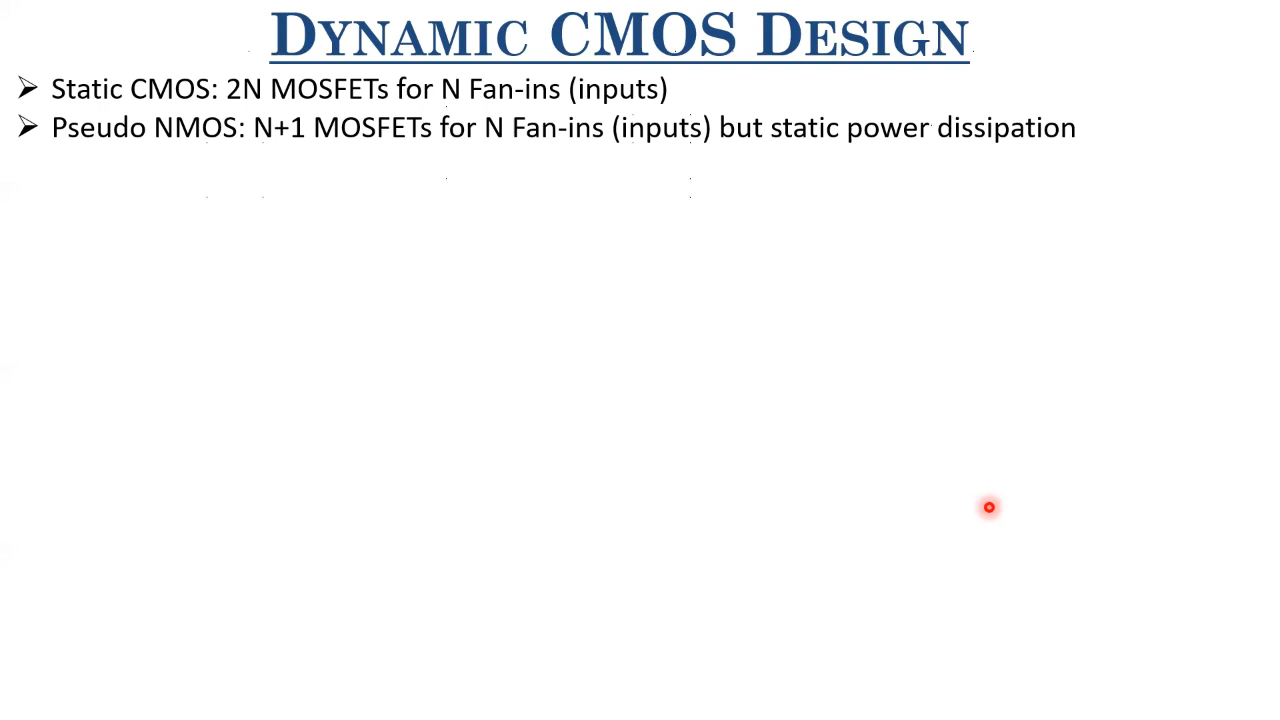 DYNAMIC CMOS DESIGN
➢ Static CMOS: 2N MOSFETs for N Fan-ins (inputs)
➢ Pseudo NMOS: N+1 MOSFETs for N Fan-ins (inputs) but static power dissipation